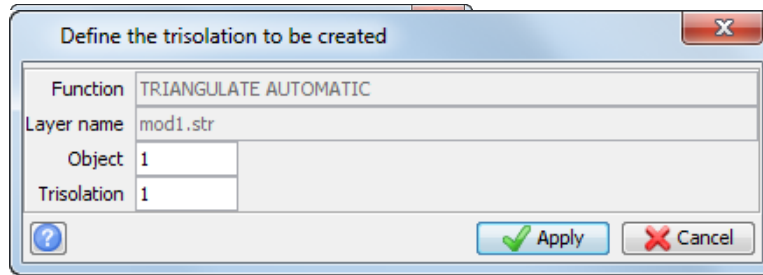 Define the trisolation to be created
Function TRIANGULATE AUTOMATIC
Layer name mod1.str
Object 1
Trisolation 1
? Apply Cancel